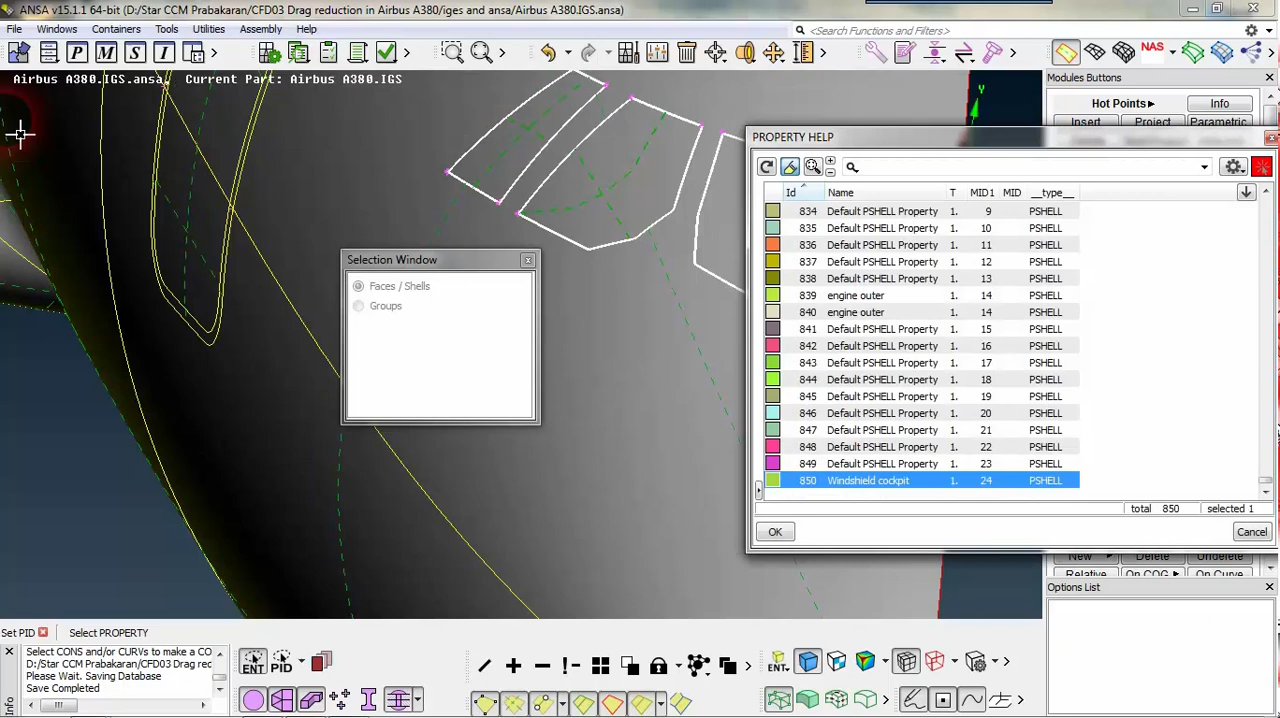 ANSA v15.1.1 64-bit (D:/Star CCM Prabakaran/CFD03 Drag reduction in Airbus A380/iges and ansa/Airbus A380.IGS.ansa)
File Windows Containers Tools Utilities Assembly Help
<Search Functions and Filters>
P M S I
NAS
Airbus A380.IGS.ansa, Current Part: Airbus A380.IGS
Modules Buttons
Hot Points Info
Insert Project Parametric
Y
PROPERTY HELP
Id Name T MID1 MID __type__
834 Default PSHELL Property 1. 9 PSHELL
835 Default PSHELL Property 1. 10 PSHELL
836 Default PSHELL Property 1. 11 PSHELL
837 Default PSHELL Property 1. 12 PSHELL
838 Default PSHELL Property 1. 13 PSHELL
839 engine outer 1. 14 PSHELL
840 engine outer 1. 14 PSHELL
841 Default PSHELL Property 1. 15 PSHELL
842 Default PSHELL Property 1. 16 PSHELL
843 Default PSHELL Property 1. 17 PSHELL
844 Default PSHELL Property 1. 18 PSHELL
845 Default PSHELL Property 1. 19 PSHELL
846 Default PSHELL Property 1. 20 PSHELL
847 Default PSHELL Property 1. 21 PSHELL
848 Default PSHELL Property 1. 22 PSHELL
849 Default PSHELL Property 1. 23 PSHELL
850 Windshield cockpit 1. 24 PSHELL
total 850 selected 1
OK Cancel
Selection Window
Faces / Shells
Groups
New Delete Undelete
Relative On COG On Curve
Options List
Set PID Select PROPERTY
Select CONS and/or CURVs to make a CO
D:/Star CCM Prabakaran/CFD03 Drag rec
Please Wait. Saving Database
Save Completed
Info
ENT PID
ENT